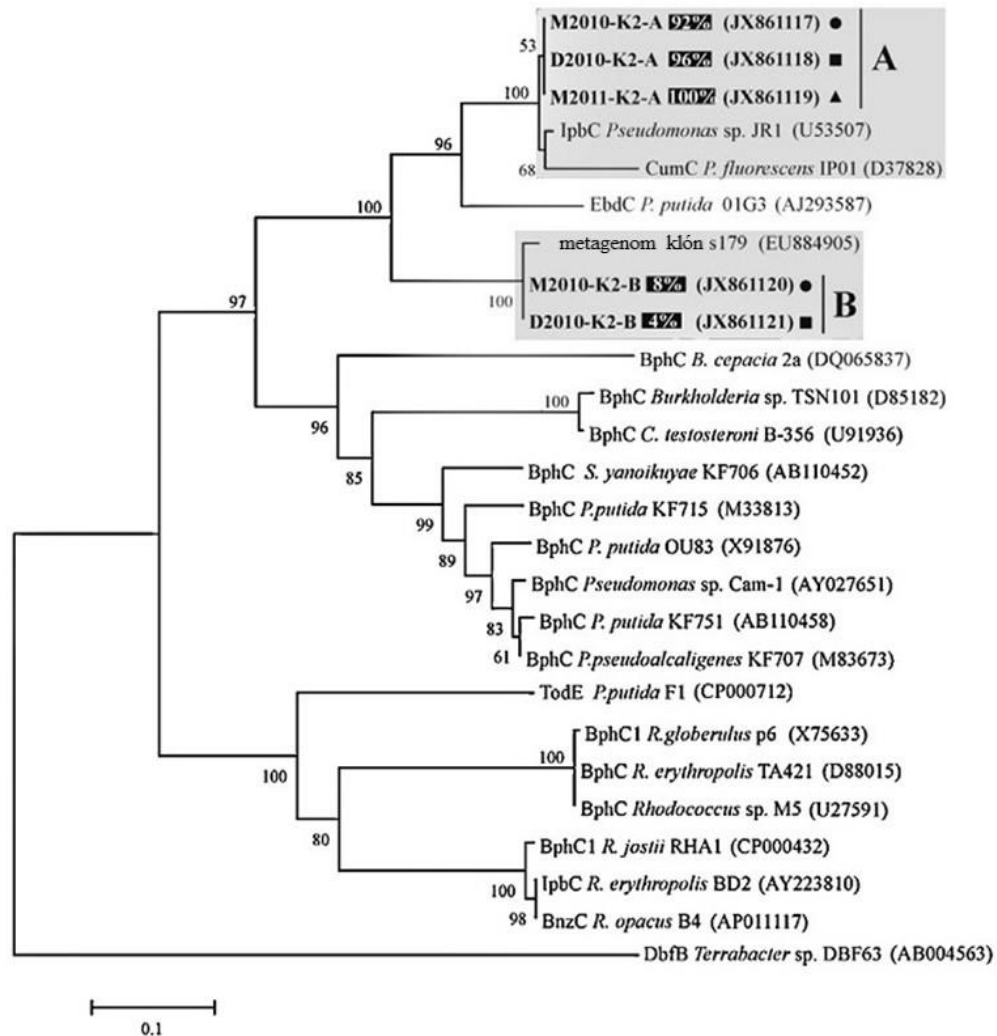 M2010-K2-A 92% (JX861117) ●
53
D2010-K2-A 96% (JX861118) ■
A
M2011-K2-A 100% (JX861119) ▲
100
IpbC Pseudomonas sp. JR1 (U53507)
96
68
CumC P. fluorescens IP01 (D37828)
100
EbdC P. putida 01G3 (AJ293587)
metagenom klón s179 (EU884905)
M2010-K2-B 8% (JX861120) ●
100
B
97
D2010-K2-B 4% (JX861121) ■
BphC B. cepacia 2a (DQ065837)
100
BphC Burkholderia sp. TSN101 (D85182)
96
BphC C. testosteroni B-356 (U91936)
85
BphC S. yanoikuyae KF706 (AB110452)
99
BphC P.putida KF715 (M33813)
89
BphC P. putida OU83 (X91876)
97
BphC Pseudomonas sp. Cam-1 (AY027651)
83
BphC P. putida KF751 (AB110458)
61
BphC P.pseudoalcaligenes KF707 (M83673)
TodE P.putida F1 (CP000712)
BphC1 R.globerulus p6 (X75633)
100
100
BphC R. erythropolis TA421 (D88015)
BphC Rhodococcus sp. M5 (U27591)
80
BphC1 R. jostii RHA1 (CP000432)
100
IpbC R. erythropolis BD2 (AY223810)
98
BnzC R. opacus B4 (AP011117)
DbfB Terrabacter sp. DBF63 (AB004563)
0.1